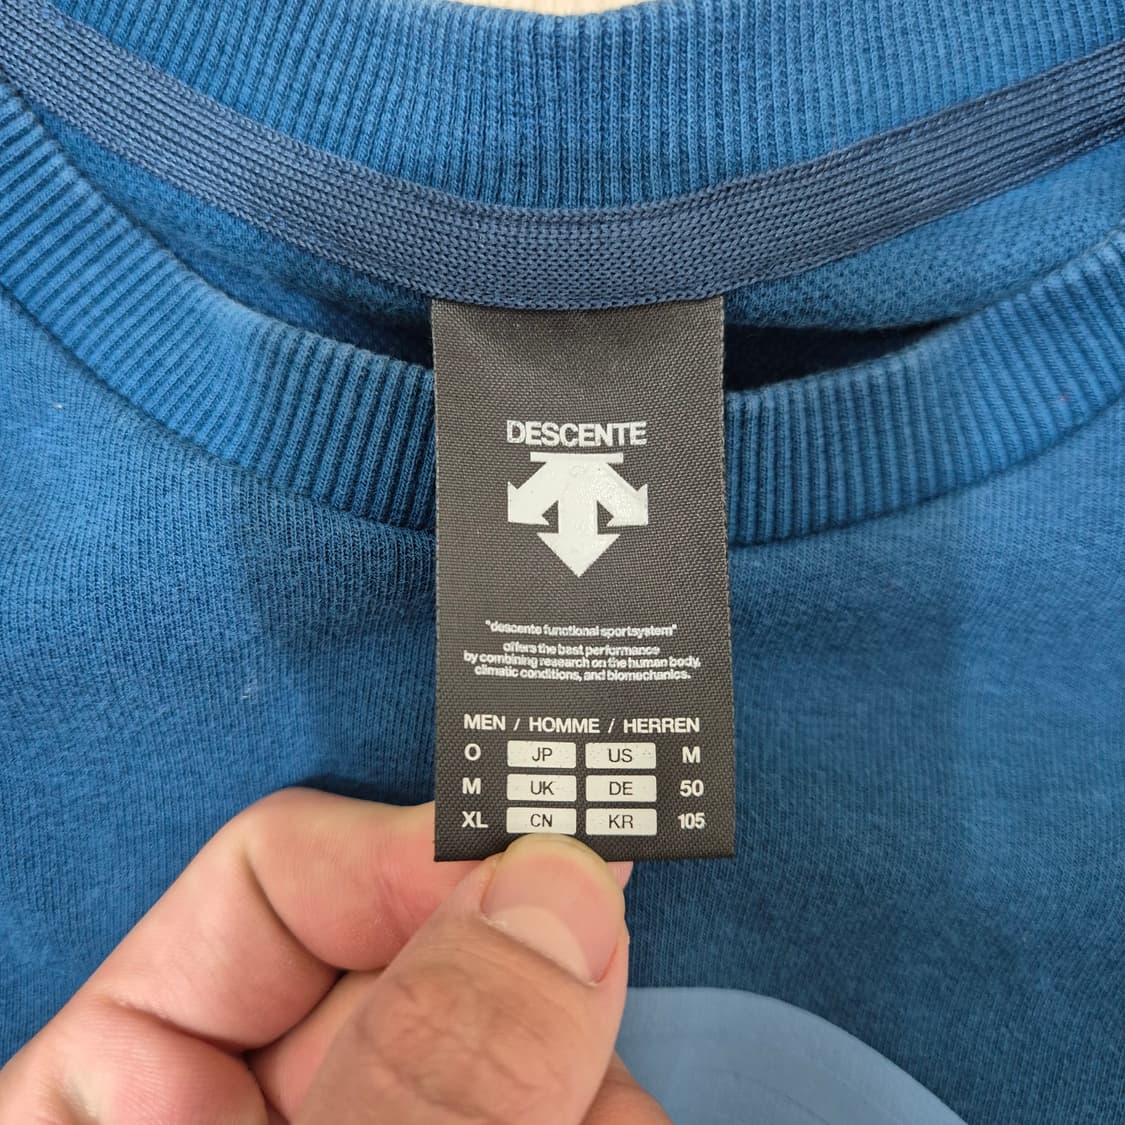 DESCENTE
"descente functional sportsystem"
offers the best performance
by combining research on the human body,
climatic conditions, and biomechanics.
MEN / HOMME / HERREN
O JP US M
M UK DE 50
XL CN KR 105